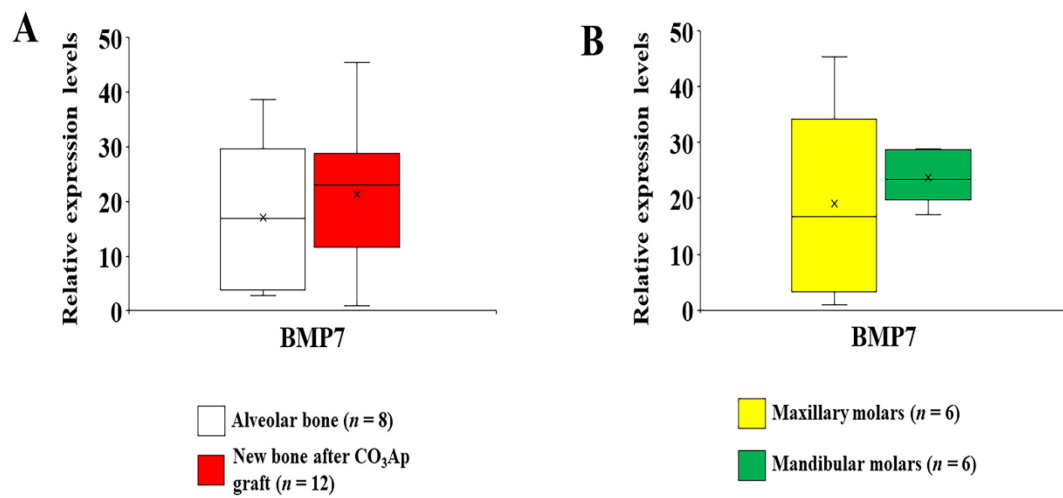 A
Relative expression levels
50
40
30
20
10
0
BMP7
Alveolar bone (n = 8)
New bone after CO₃Ap
graft (n = 12)
B
Relative expression levels
50
40
30
20
10
0
BMP7
Maxillary molars (n = 6)
Mandibular molars (n = 6)